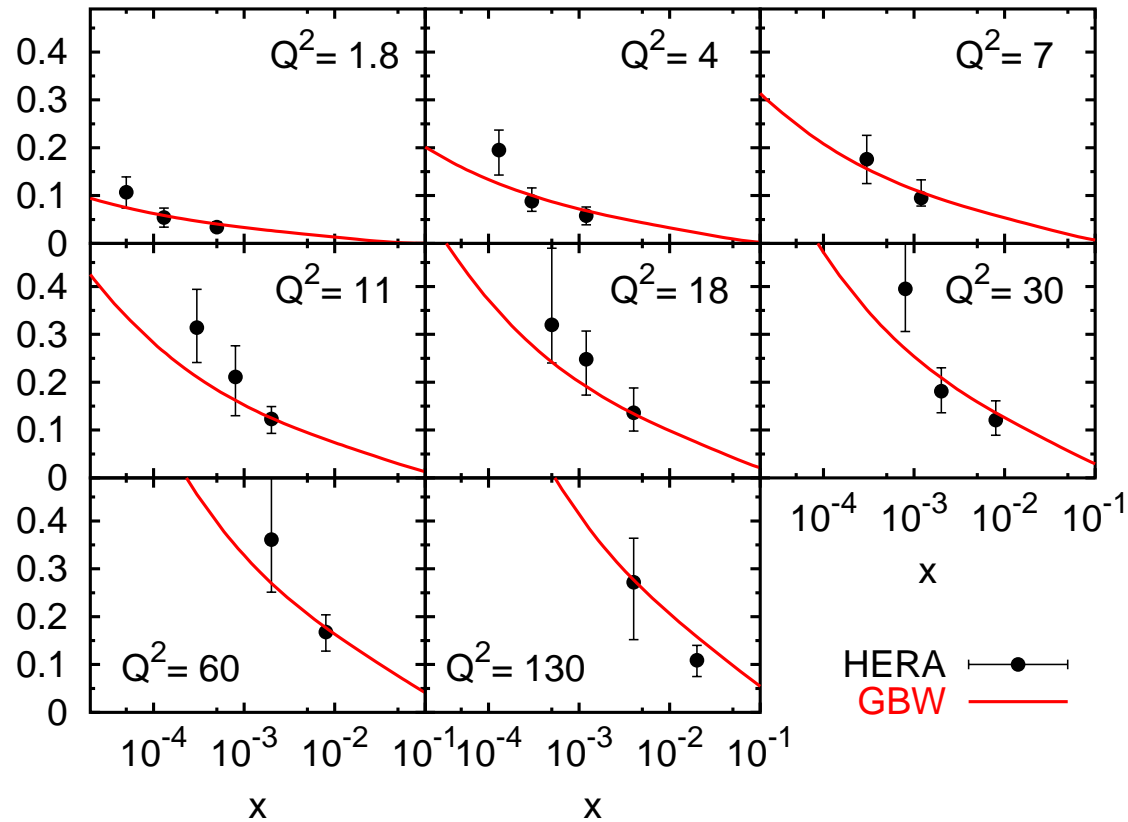 Q²= 1.8
Q²= 4
Q²= 7
0.4
0.3
0.2
0.1
0
Q²= 11
Q²= 18
Q²= 30
0.4
0.3
0.2
0.1
0
10⁻⁴ 10⁻³ 10⁻² 10⁻¹
x
Q²= 60
Q²= 130
0.4
0.3
0.2
0.1
0
HERA
GBW
10⁻⁴ 10⁻³ 10⁻² 10⁻¹ 10⁻⁴ 10⁻³ 10⁻² 10⁻¹
x
x